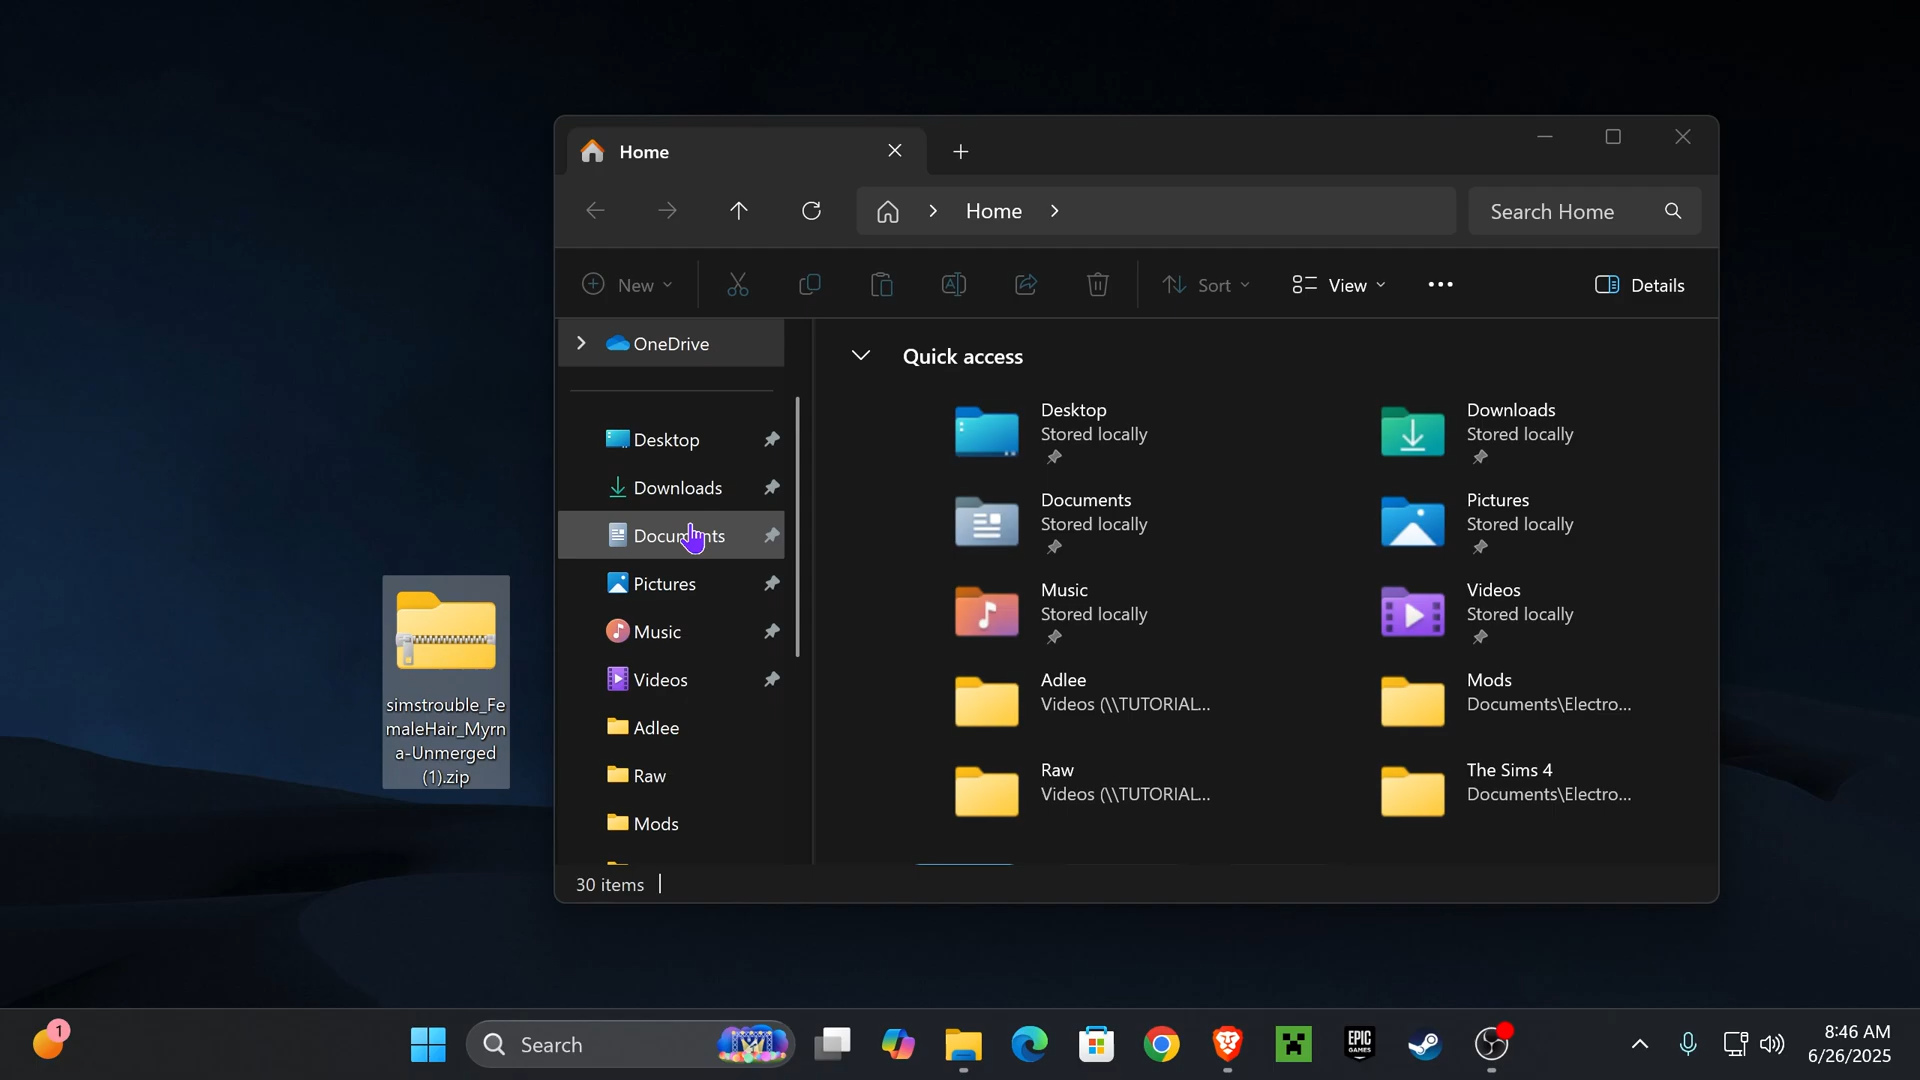 Home
Home
Search Home
New
Sort
View
Details
OneDrive
Desktop
Downloads
Documents
Pictures
Music
Videos
Adlee
Raw
Mods
Quick access
Desktop
Stored locally
Downloads
Stored locally
Documents
Stored locally
Pictures
Stored locally
Music
Stored locally
Videos
Stored locally
Adlee
Videos (\\TUTORIAL...
Mods
Documents\Electro...
Raw
Videos (\\TUTORIAL...
The Sims 4
Documents\Electro...
30 items
simstrouble_Fe
maleHair_Myrn
a-Unmerged
(1).zip
1
Search
EPIC
GAMES
8:46 AM
6/26/2025